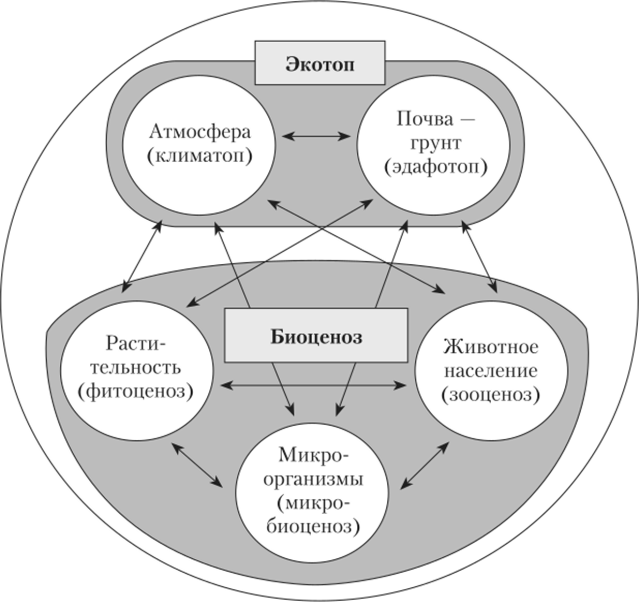 Экотоп
Атмосфера
(климатоп)
Почва —
грунт
(эдафотоп)
Биоценоз
Расти-
тельность
(фитоценоз)
Животное
население
(зооценоз)
Микро-
организмы
(микро-
биоценоз)